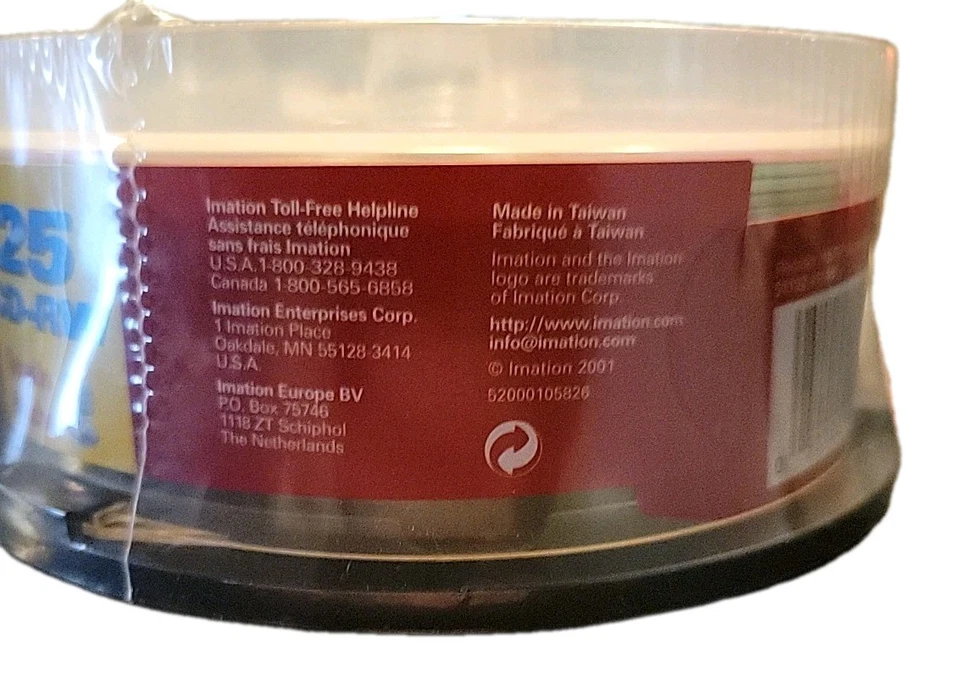 25
Imation Toll-Free Helpline
Assistance téléphonique
sans frais Imation
U.S.A. 1-800-328-9438
Canada 1-800-565-6858
Imation Enterprises Corp.
1 Imation Place
Oakdale, MN 55128-3414
U.S.A.
Imation Europe BV
P.O. Box 75746
1118 ZT Schiphol
The Netherlands
Made in Taiwan
Fabriqué à Taiwan
Imation and the Imation
logo are trademarks
of Imation Corp
http://www.imation.com
info@imation.com
© Imation 2001
52000105826